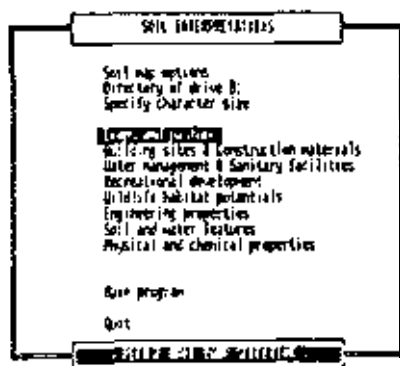 SOIL INTERPRETATIONS
Soil map options
Directory of drive B:
Specify character size
Building sites & Construction materials
Water management & Sanitary facilities
Recreational development
Wildlife habitat potentials
Engineering properties
Soil and water features
Physical and chemical properties
program
Quit